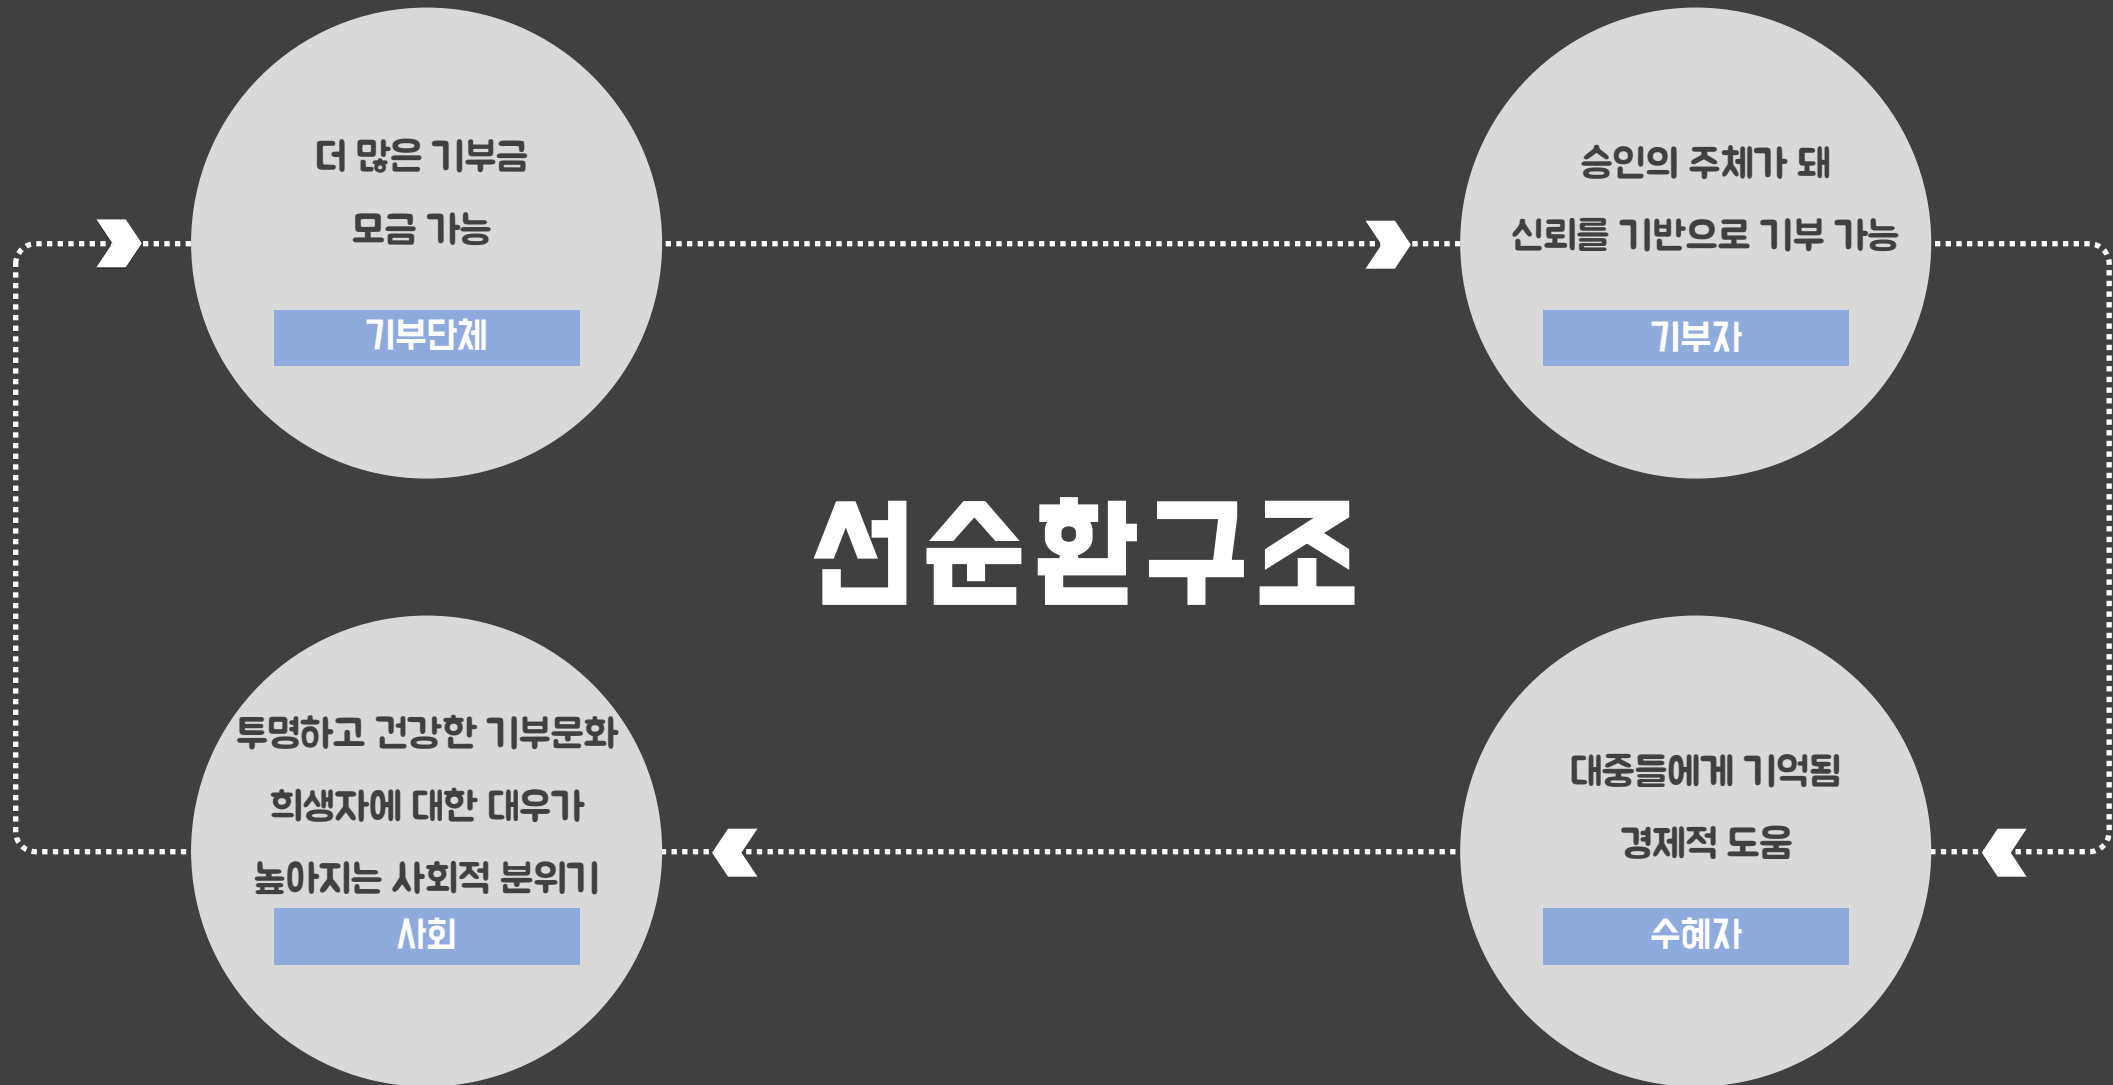 더 많은 기부금
모금 가능
기부단체
승인의 주체가 돼
신뢰를 기반으로 기부 가능
기부자
선순환구조
투명하고 건강한 기부문화
희생자에 대한 대우가
높아지는 사회적 분위기
사회
대중들에게 기억됨
경제적 도움
수혜자